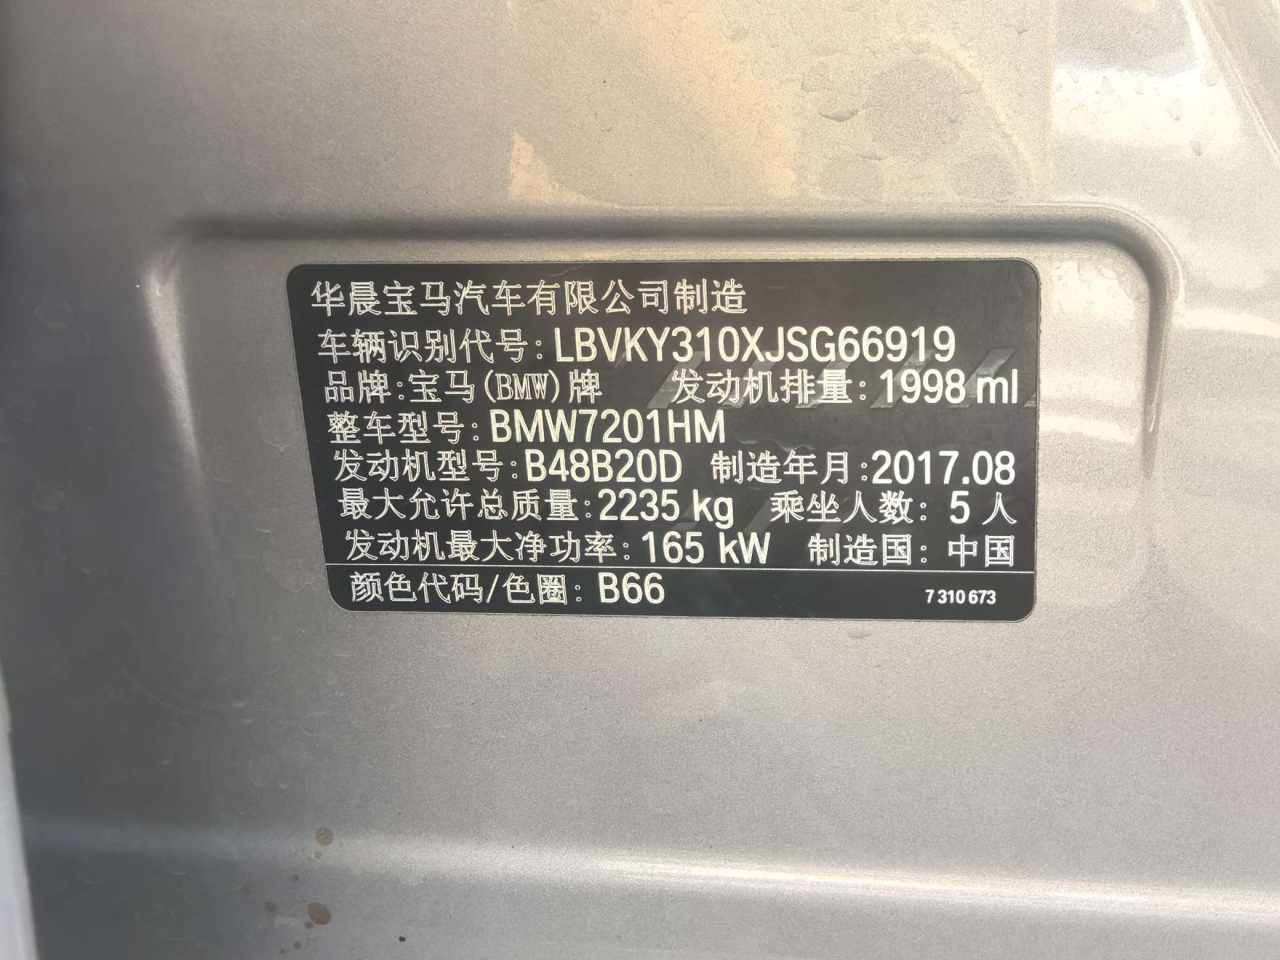 华晨宝马汽车有限公司制造
车辆识别代号: LBVKY310XJSG66919
品牌: 宝马(BMW)牌 发动机排量: 1998 ml
整车型号: BMW7201HM
发动机型号: B48B20D 制造年月: 2017.08
最大允许总质量: 2235 kg 乘坐人数: 5 人
发动机最大净功率: 165 kW 制造国: 中国
颜色代码/色圈: B66 7 310 673